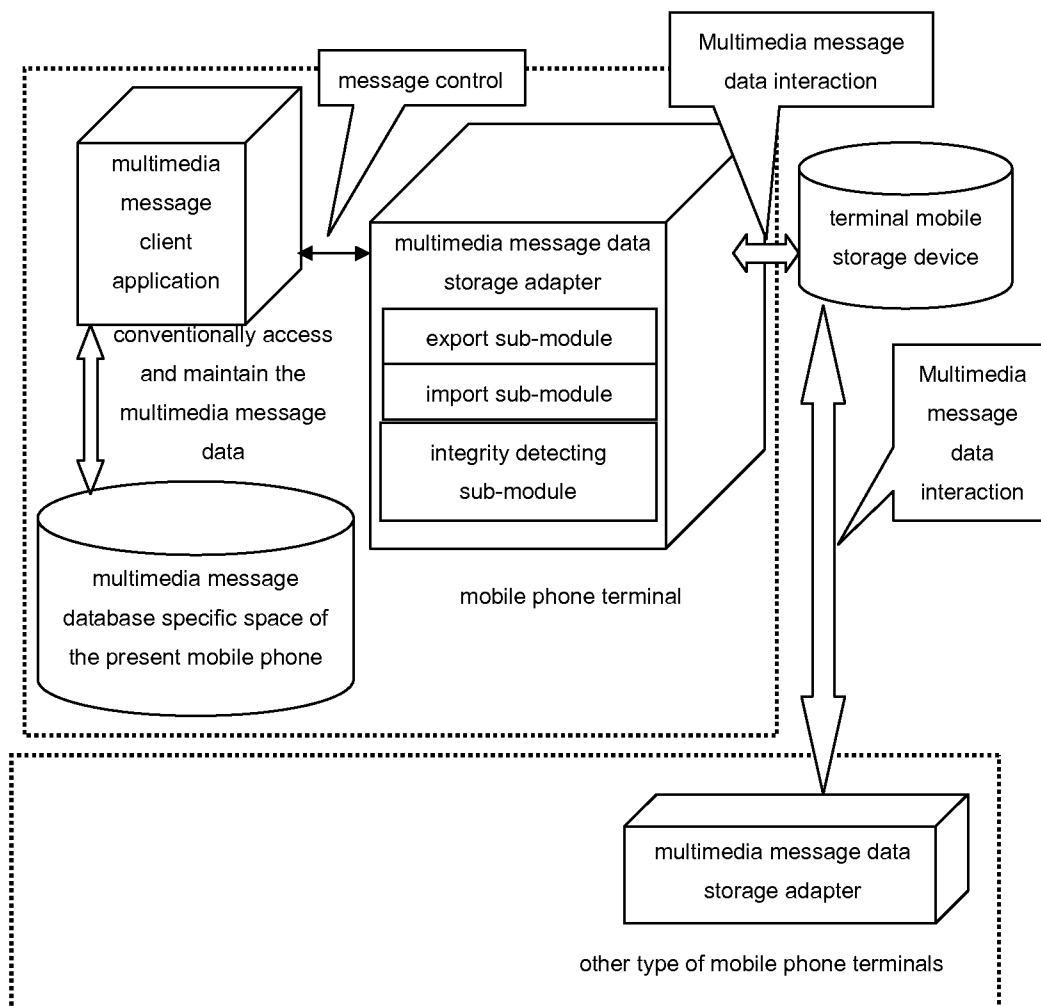 Multimedia message
data interaction
message control
multimedia
message
client
application
multimedia message data
storage adapter
export sub-module
import sub-module
integrity detecting
sub-module
terminal mobile
storage device
conventionally access
and maintain the
multimedia message
data
Multimedia
message
data
interaction
multimedia message
database specific space of
the present mobile phone
mobile phone terminal
multimedia message data
storage adapter
other type of mobile phone terminals